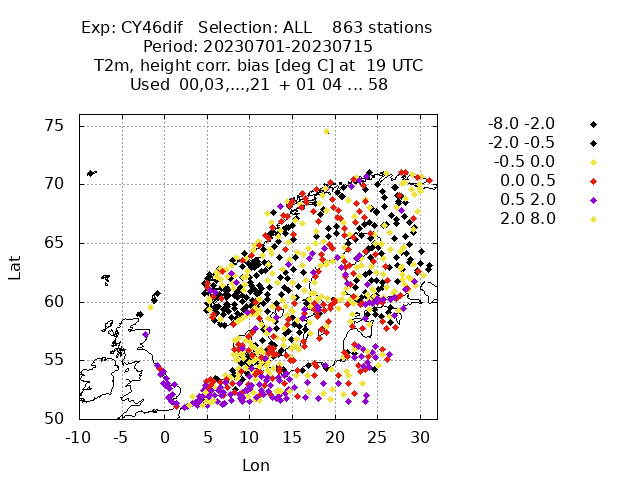 Exp: CY46dif   Selection: ALL    863 stations
Period: 20230701-20230715
T2m, height corr. bias [deg C] at  19 UTC
Used  00,03,...,21  + 01 04 ... 58
-8.0 -2.0
-2.0 -0.5
-0.5 0.0
0.0 0.5
0.5 2.0
2.0 8.0
75
70
65
60
55
50
Lat
-10 -5 0 5 10 15 20 25 30
Lon